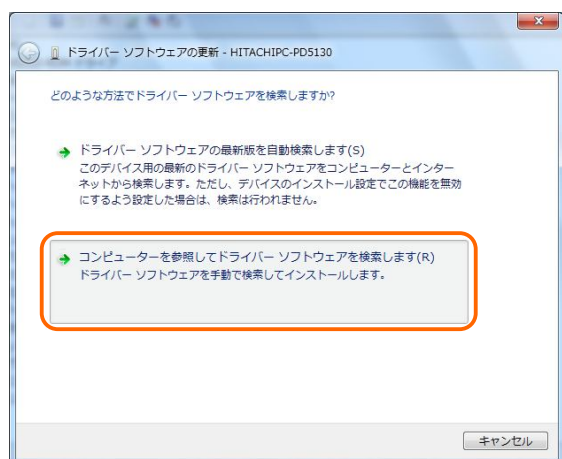 ドライバー ソフトウェアの更新 - HITACHIPC-PD5130
どのような方法でドライバー ソフトウェアを検索しますか?
ドライバー ソフトウェアの最新版を自動検索します(S)
このデバイス用の最新のドライバー ソフトウェアをコンピューターとインター
ネットから検索します。ただし、デバイスのインストール設定でこの機能を無効
にするよう設定した場合は、検索は行われません。
コンピューターを参照してドライバー ソフトウェアを検索します(R)
ドライバー ソフトウェアを手動で検索してインストールします。
キャンセル